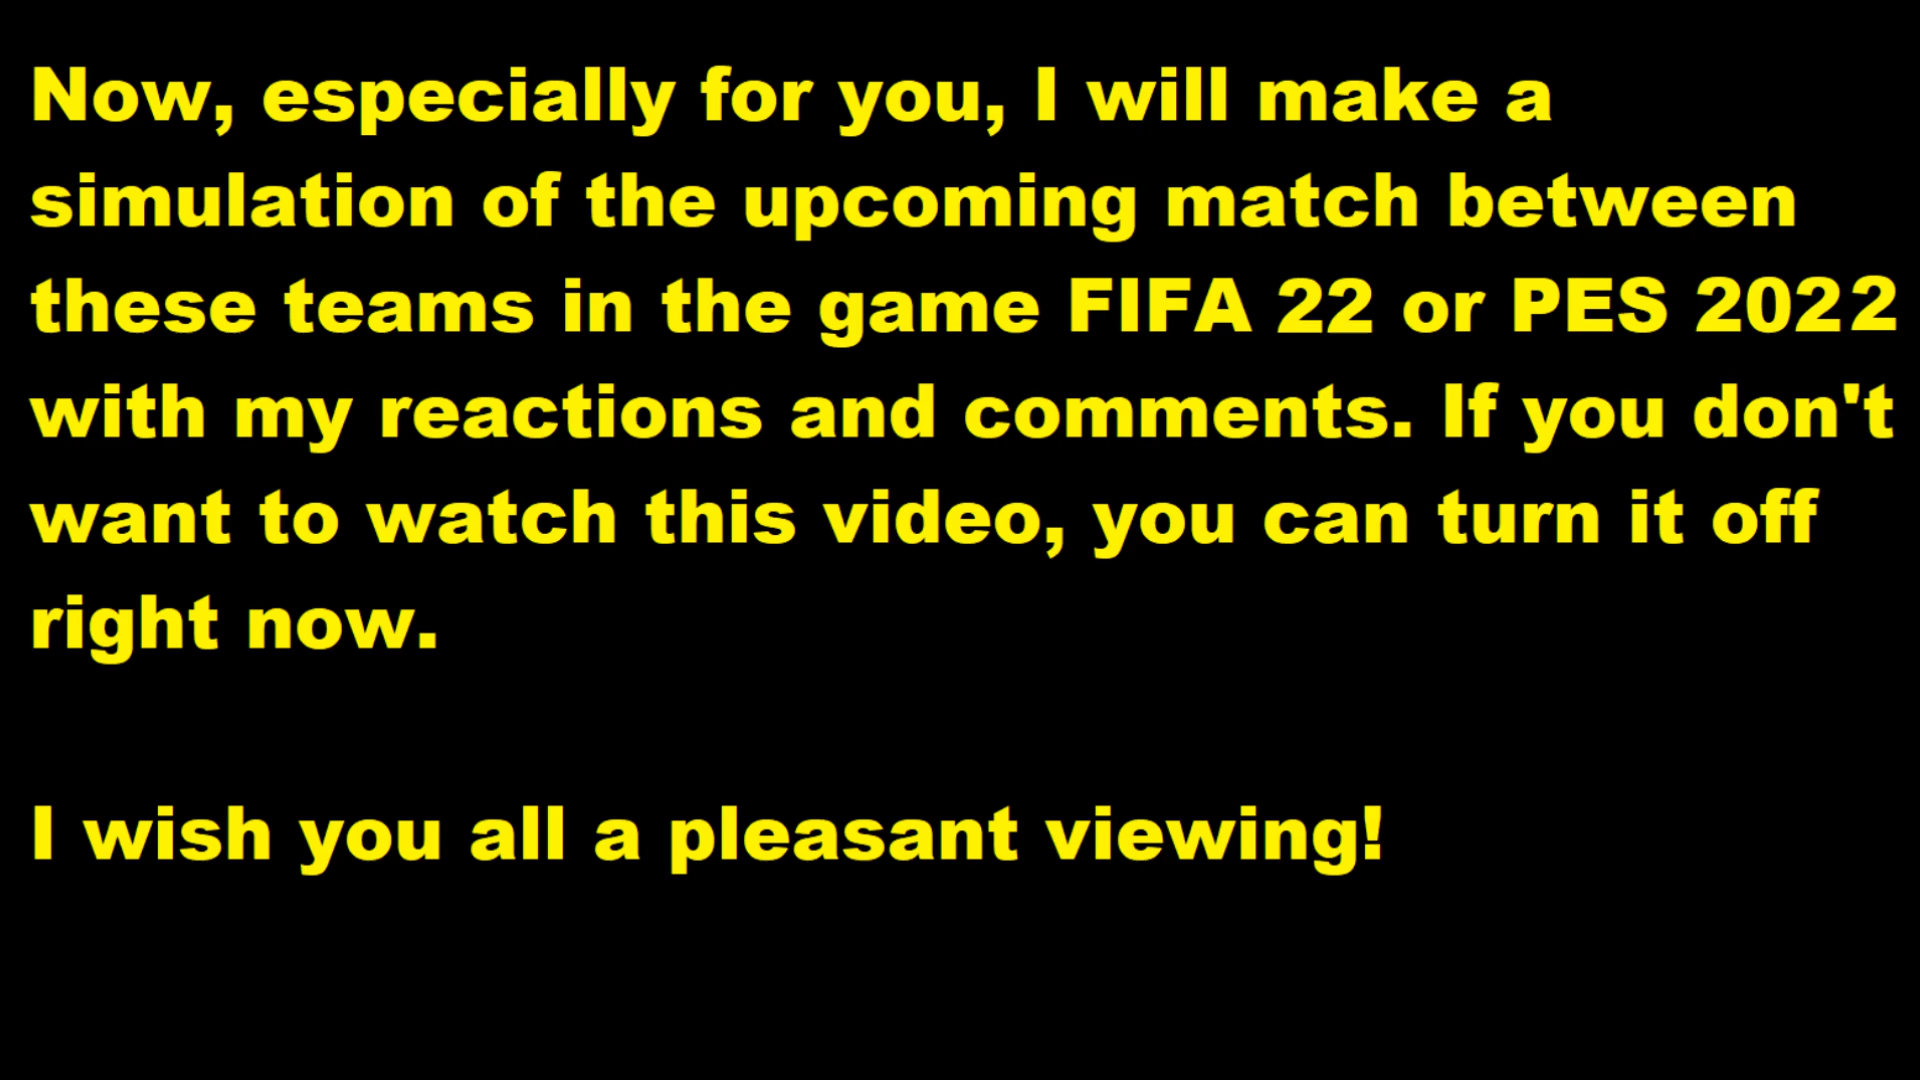 Now, especially for you, I will make a
simulation of the upcoming match between
these teams in the game FIFA 22 or PES 2022
with my reactions and comments. If you don't
want to watch this video, you can turn it off
right now.
I wish you all a pleasant viewing!